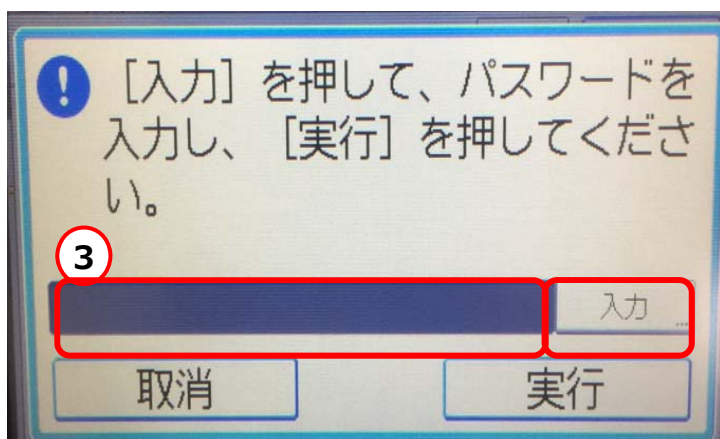 ［入力］を押して、パスワードを
入力し、［実行］を押してくださ
い。
3
入力
取消 実行